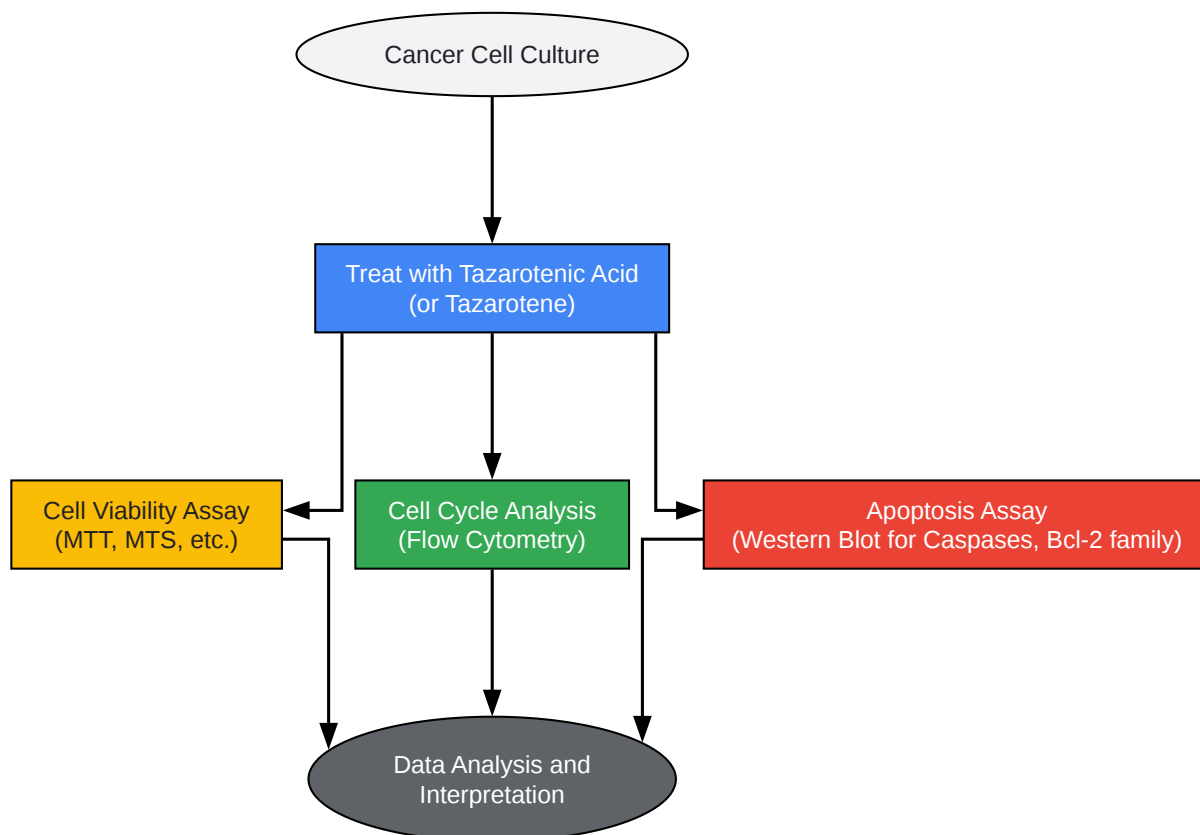 Cancer Cell Culture
Treat with Tazarotenic Acid
(or Tazarotene)
Cell Viability Assay
(MTT, MTS, etc.)
Cell Cycle Analysis
(Flow Cytometry)
Apoptosis Assay
(Western Blot for Caspases, Bcl-2 family)
Data Analysis and
Interpretation